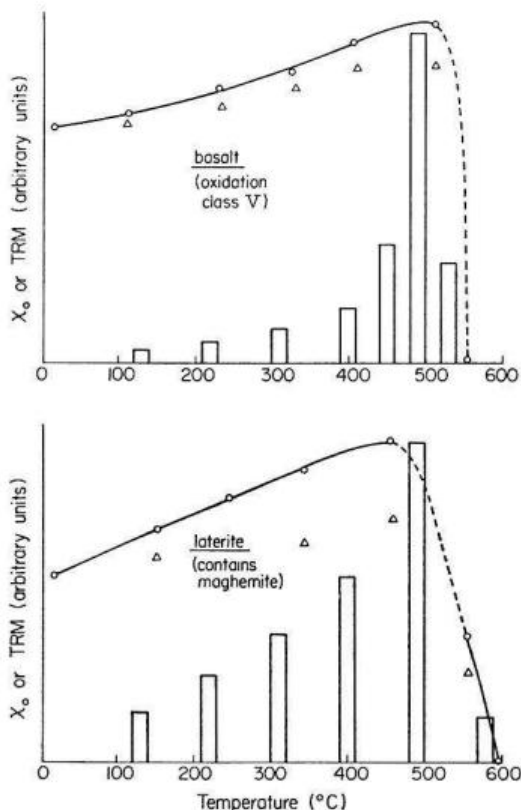 χₒ or TRM (arbitrary units)
basalt
(oxidation
class V)
0 100 200 300 400 500 600
χₒ or TRM (arbitrary units)
laterite
(contains
maghemite)
0 100 200 300 400 500 600
Temperature (°C)